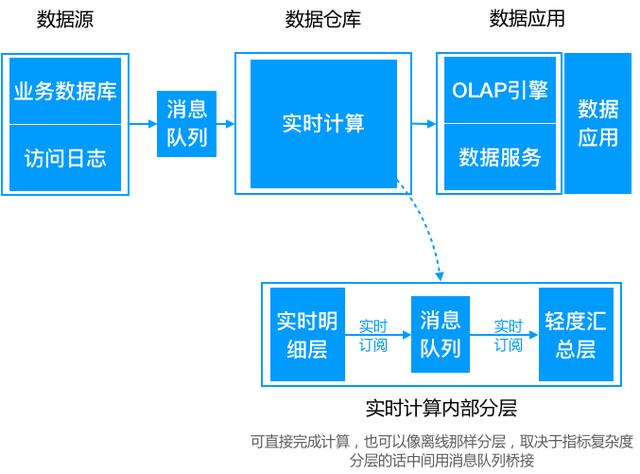 数据源
数据仓库
数据应用
业务数据库
访问日志
消息
队列
实时计算
OLAP引擎
数据服务
数据
应用
实时明
细层
实时
订阅
消息
队列
实时
订阅
轻度汇
总层
实时计算内部分层
可直接完成计算，也可以像离线那样分层，取决于指标复杂度
分层的话中间用消息队列桥接